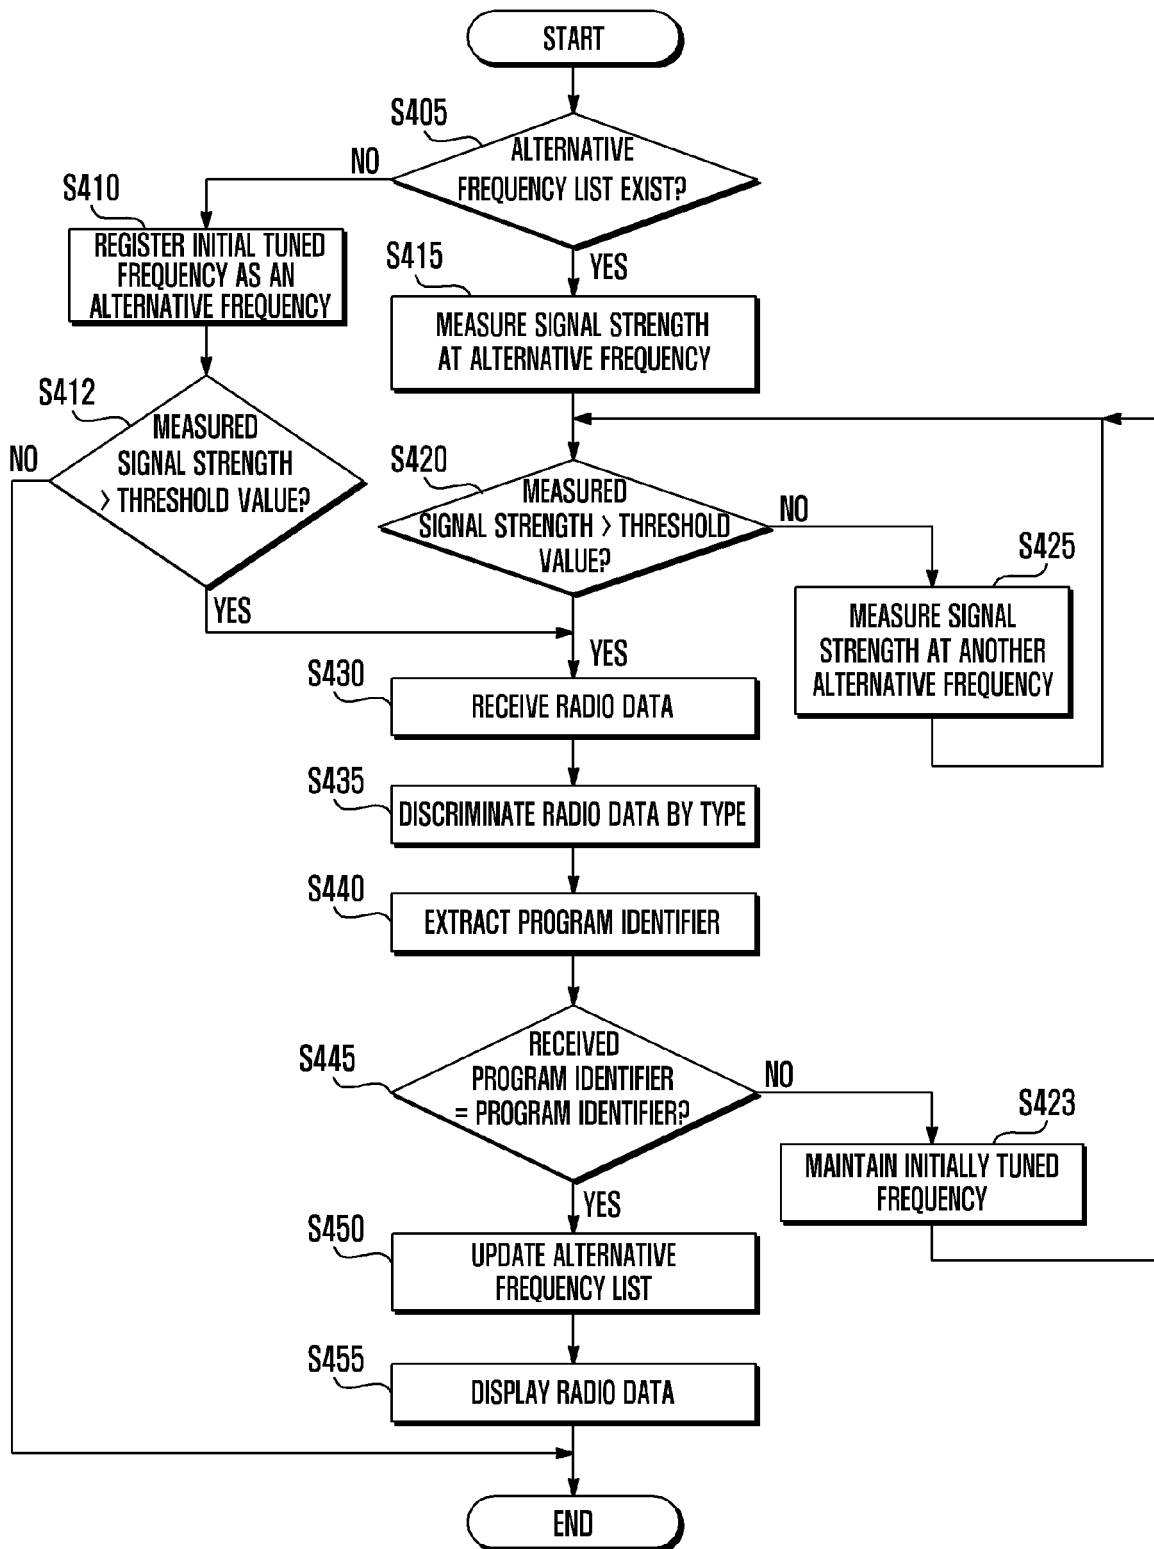 START
S405
ALTERNATIVE
FREQUENCY LIST EXIST?
NO
YES
S410
REGISTER INITIAL TUNED
FREQUENCY AS AN
ALTERNATIVE FREQUENCY
S415
MEASURE SIGNAL STRENGTH
AT ALTERNATIVE FREQUENCY
S412
MEASURED
SIGNAL STRENGTH
> THRESHOLD VALUE?
NO
YES
S420
MEASURED
SIGNAL STRENGTH > THRESHOLD
VALUE?
NO
YES
S425
MEASURE SIGNAL
STRENGTH AT ANOTHER
ALTERNATIVE FREQUENCY
S430
RECEIVE RADIO DATA
S435
DISCRIMINATE RADIO DATA BY TYPE
S440
EXTRACT PROGRAM IDENTIFIER
S445
RECEIVED
PROGRAM IDENTIFIER
= PROGRAM IDENTIFIER?
NO
YES
S423
MAINTAIN INITIALLY TUNED
FREQUENCY
S450
UPDATE ALTERNATIVE
FREQUENCY LIST
S455
DISPLAY RADIO DATA
END